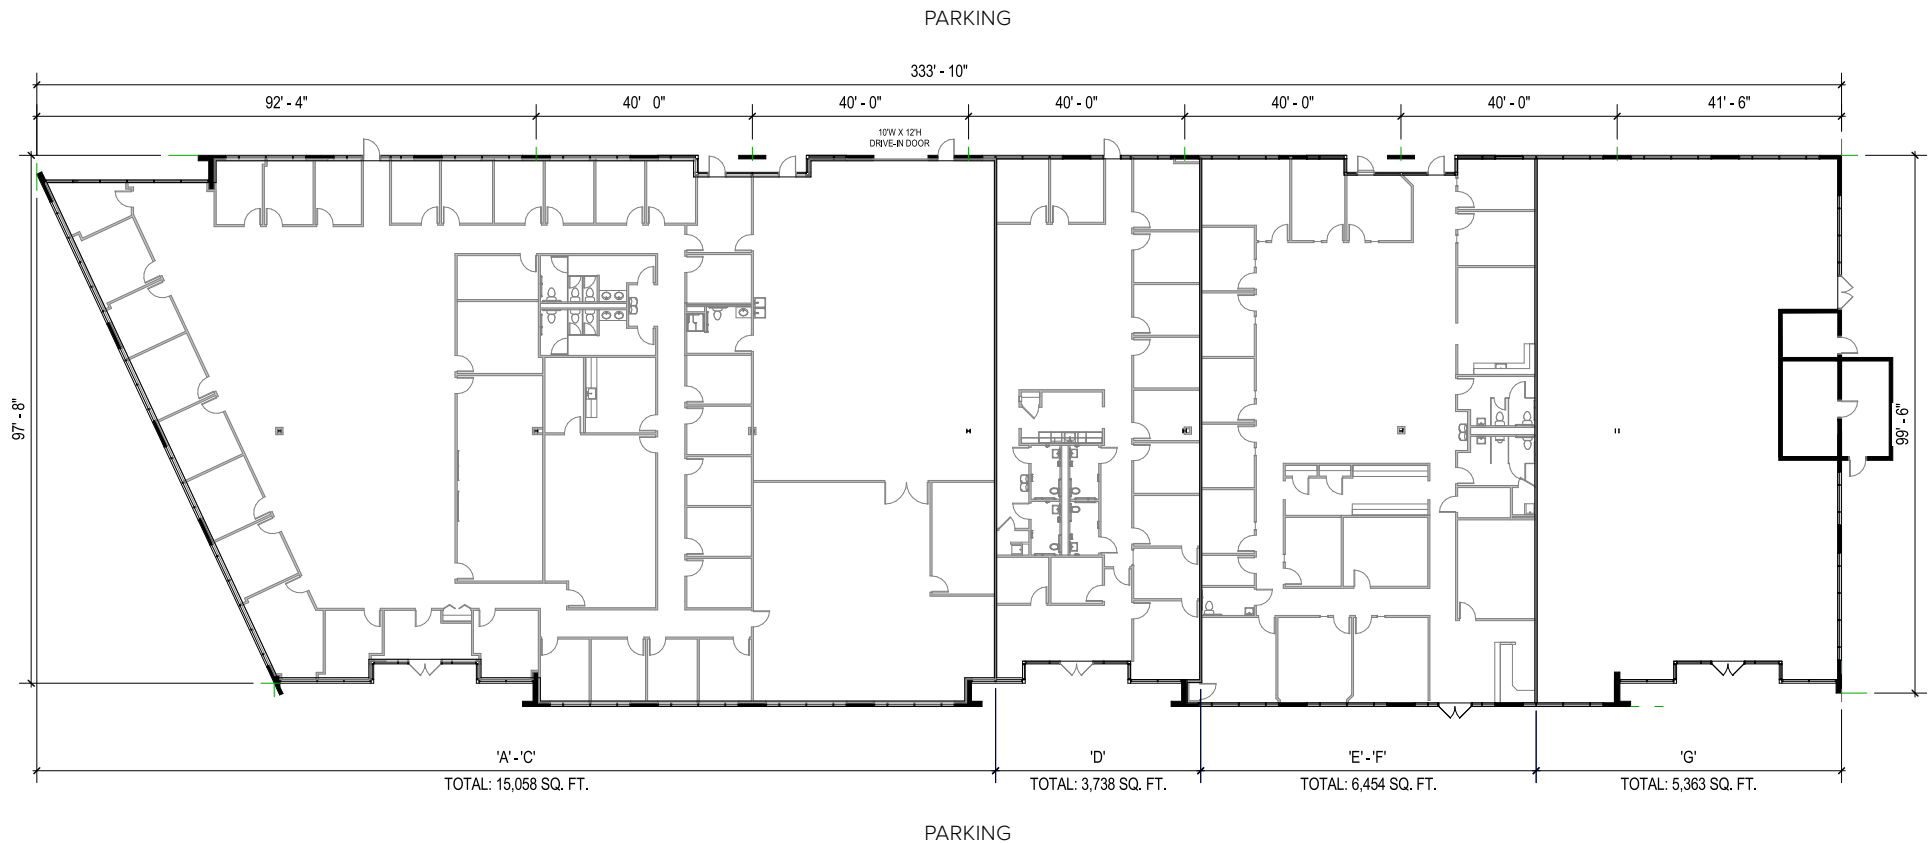 PARKING
333' - 10"
92' - 4"
40' 0"
40' - 0"
40' - 0"
40' - 0"
40' - 0"
41' - 6"
10'W X 12'H
DRIVE-IN DOOR
97' - 8"
99' - 6"
'A' - 'C'
TOTAL: 15,058 SQ. FT.
'D'
TOTAL: 3,738 SQ. FT.
'E' - 'F'
TOTAL: 6,454 SQ. FT.
'G'
TOTAL: 5,363 SQ. FT.
PARKING